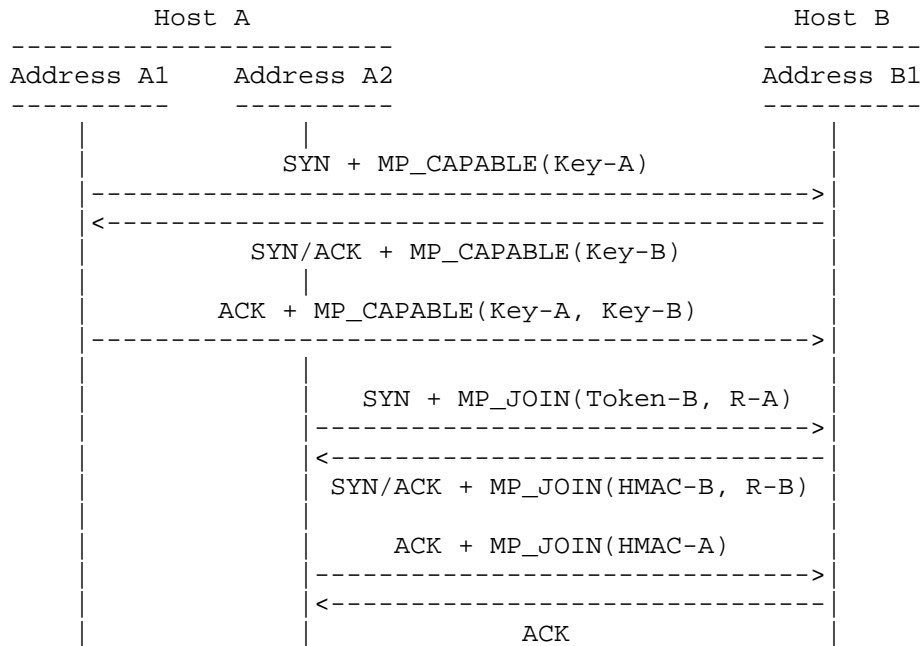 Host A Host B
Address A1 Address A2 Address B1
SYN + MP_CAPABLE(Key-A)
SYN/ACK + MP_CAPABLE(Key-B)
ACK + MP_CAPABLE(Key-A, Key-B)
SYN + MP_JOIN(Token-B, R-A)
SYN/ACK + MP_JOIN(HMAC-B, R-B)
ACK + MP_JOIN(HMAC-A)
ACK